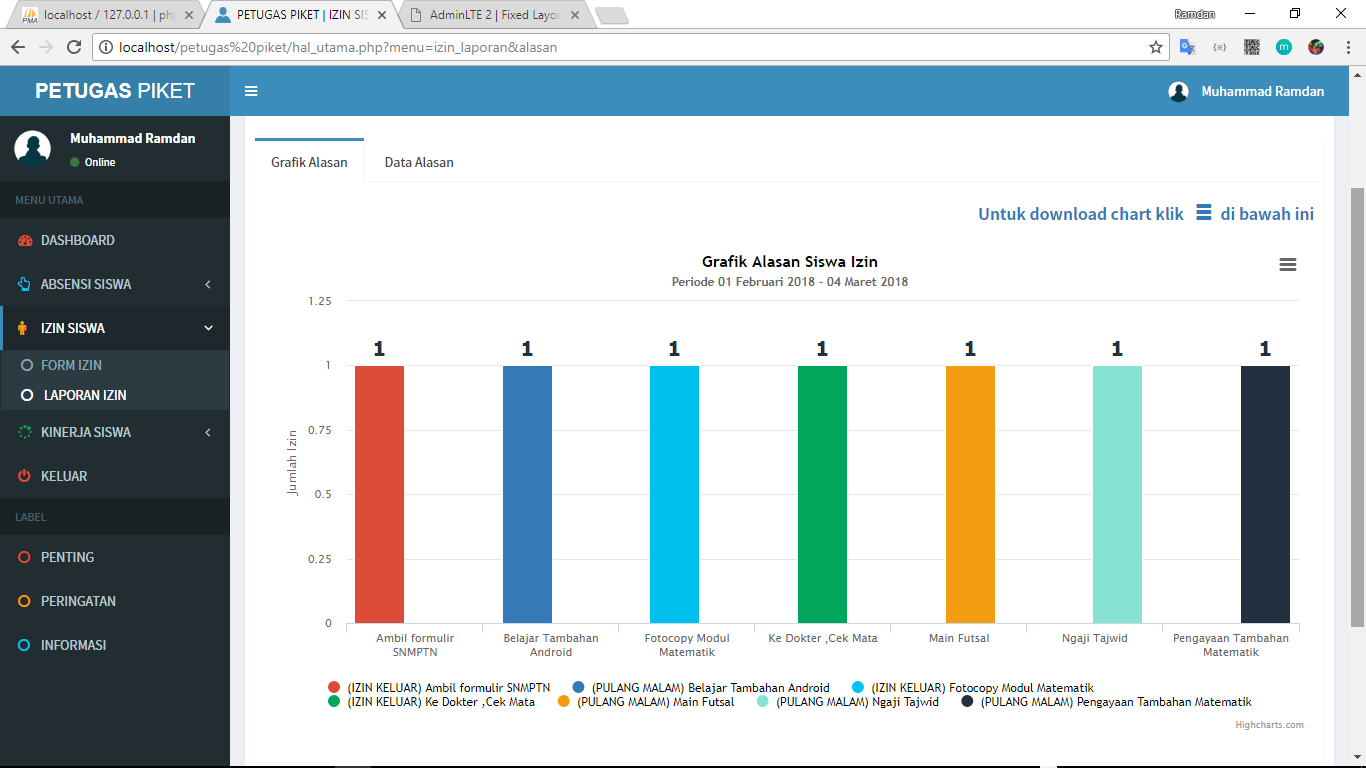 localhost / 127.0.0.1 | ph
PETUGAS PIKET | IZIN SIS
AdminLTE 2 | Fixed Layou
Ramdan
localhost/petugas%20piket/hal_utama.php?menu=izin_laporan&alasan
PETUGAS PIKET
Muhammad Ramdan
Muhammad Ramdan
Online
MENU UTAMA
DASHBOARD
ABSENSI SISWA
IZIN SISWA
FORM IZIN
LAPORAN IZIN
KINERJA SISWA
KELUAR
LABEL
PENTING
PERINGATAN
INFORMASI
Grafik Alasan
Data Alasan
Untuk download chart klik di bawah ini
Grafik Alasan Siswa Izin
Periode 01 Februari 2018 - 04 Maret 2018
Jumlah Izin
1.25
1
0.75
0.5
0.25
0
1 1 1 1 1 1 1
Ambil formulir
SNMPTN
Belajar Tambahan
Android
Fotocopy Modul
Matematik
Ke Dokter ,Cek Mata
Main Futsal
Ngaji Tajwid
Pengayaan Tambahan
Matematik
(IZIN KELUAR) Ambil formulir SNMPTN (PULANG MALAM) Belajar Tambahan Android (IZIN KELUAR) Fotocopy Modul Matematik
(IZIN KELUAR) Ke Dokter ,Cek Mata (PULANG MALAM) Main Futsal (PULANG MALAM) Ngaji Tajwid (PULANG MALAM) Pengayaan Tambahan Matematik
Highcharts.com